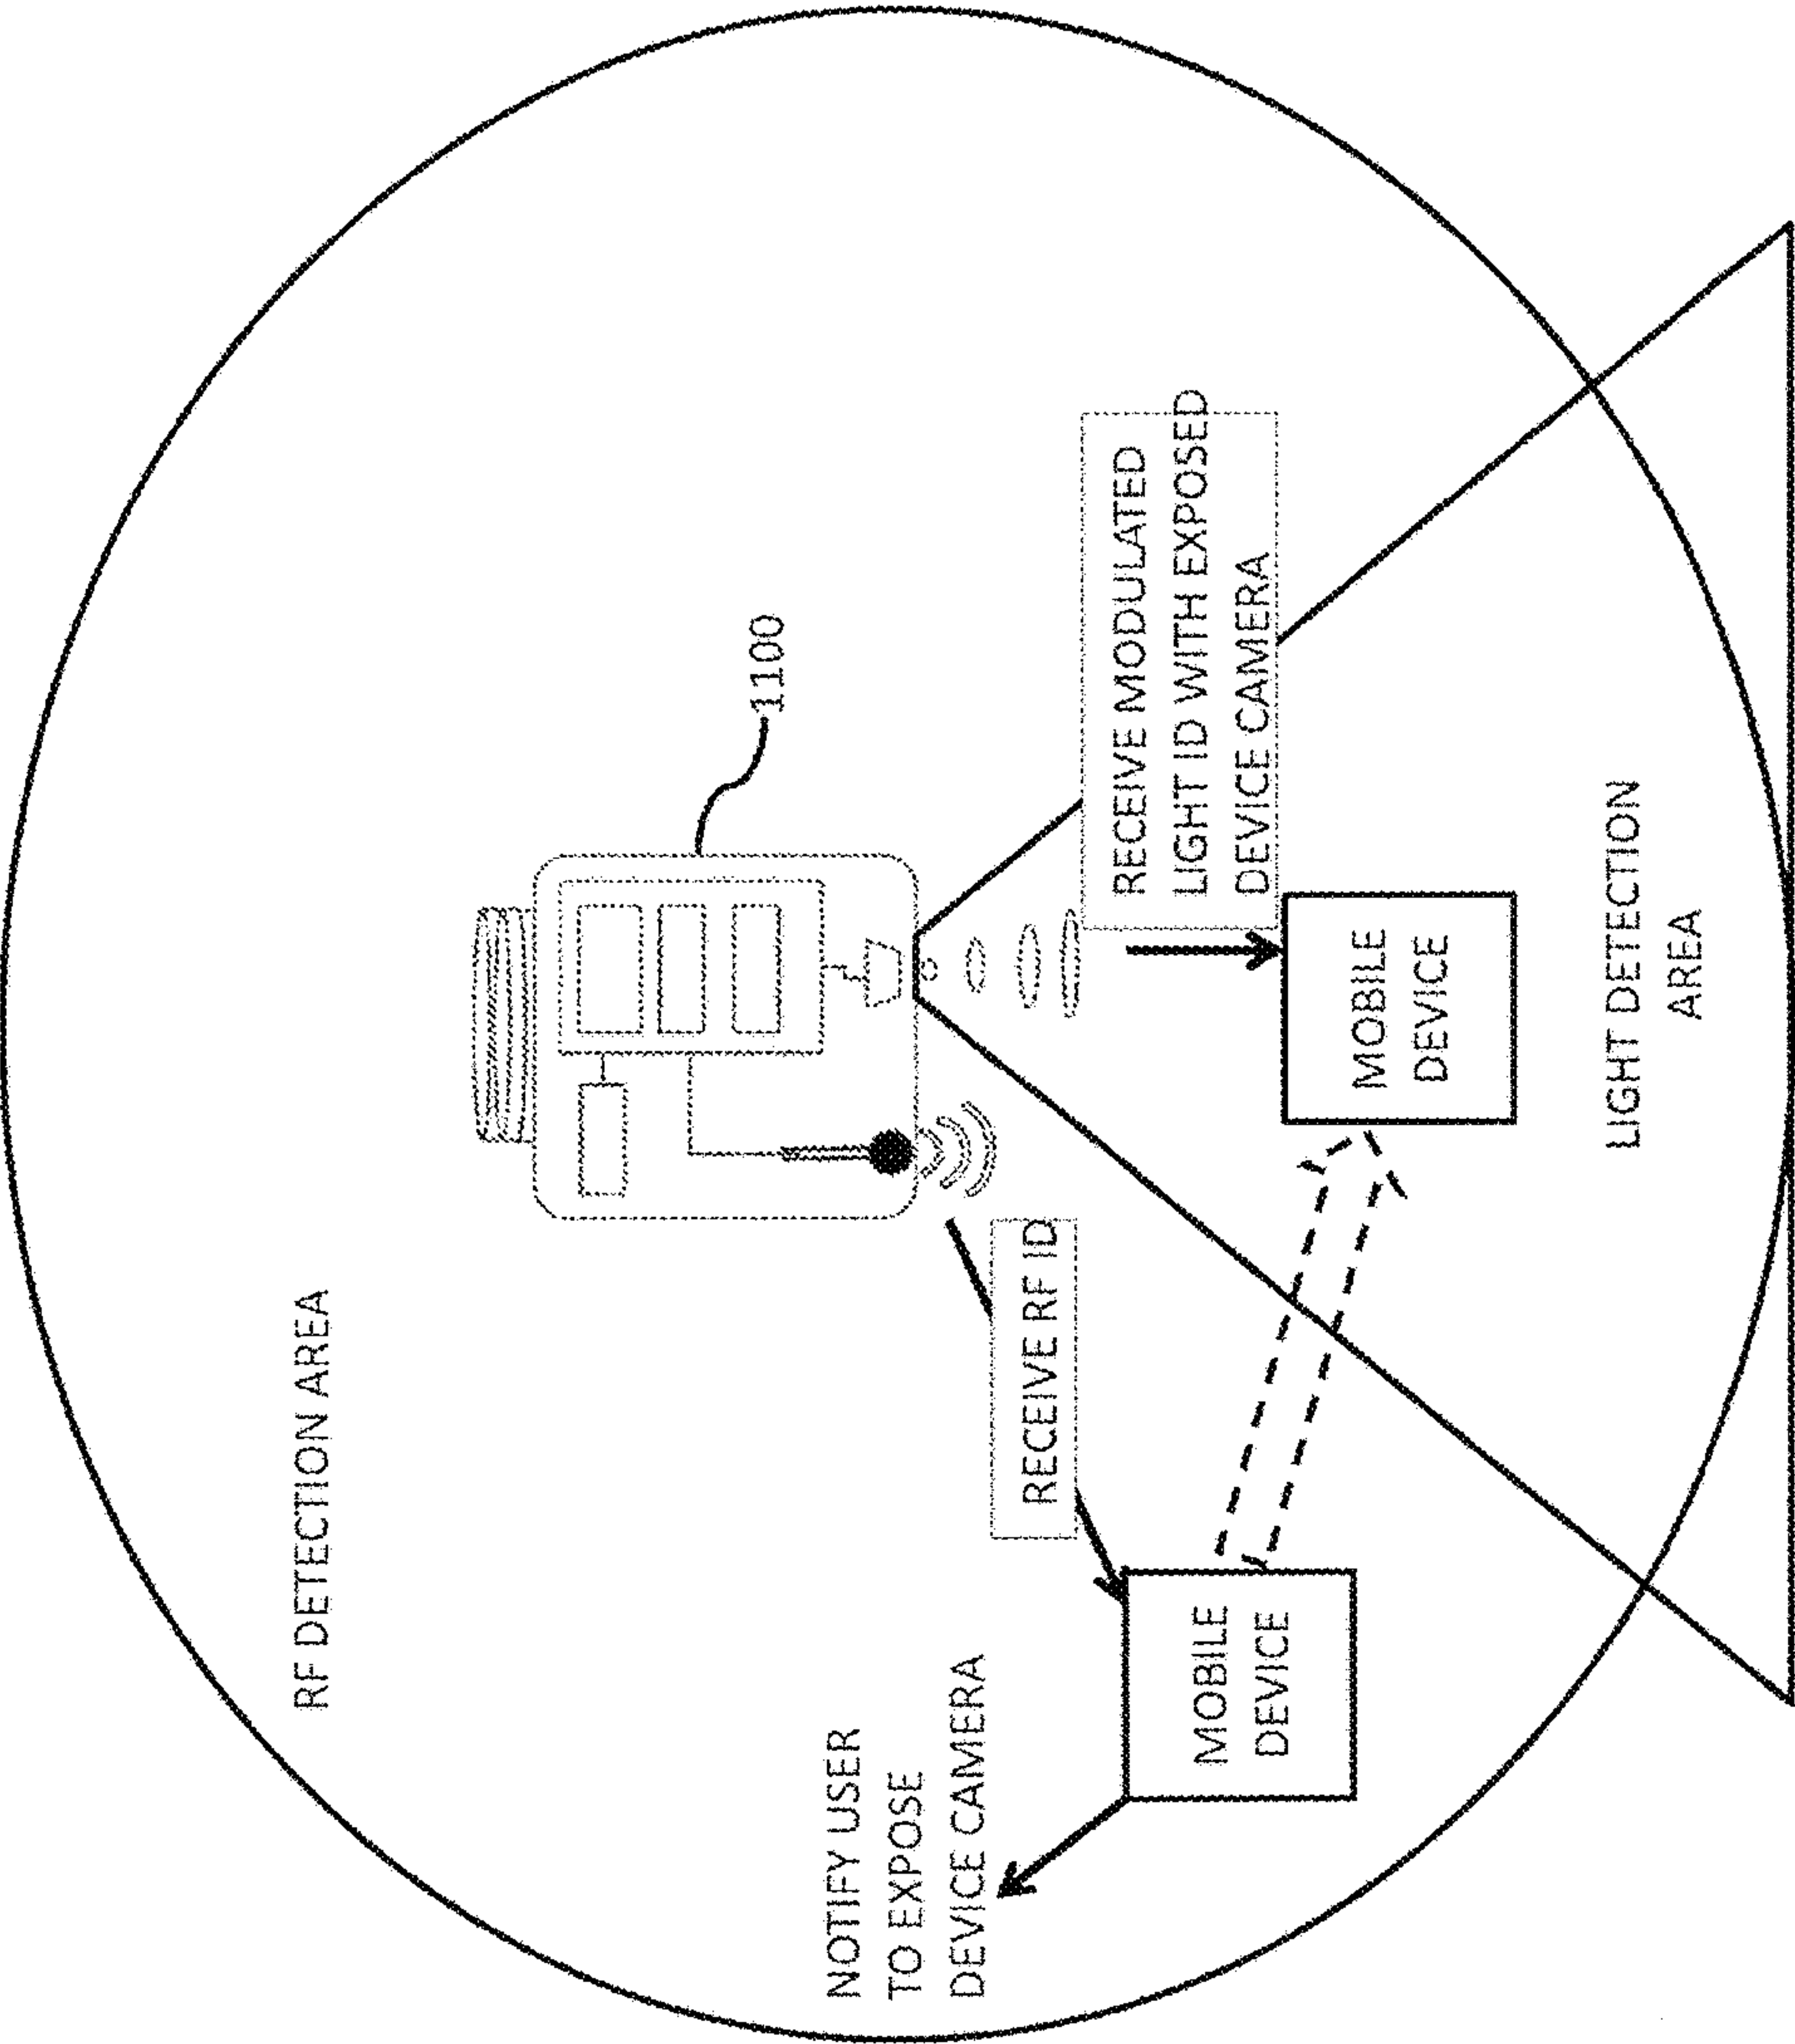 RF DETECTION AREA
1100
NOTIFY USER
TO EXPOSE
DEVICE CAMERA
RECEIVE RF ID
RECEIVE MODULATED
LIGHT ID WITH EXPOSED
DEVICE CAMERA
MOBILE
DEVICE
MOBILE
DEVICE
LIGHT DETECTION
AREA